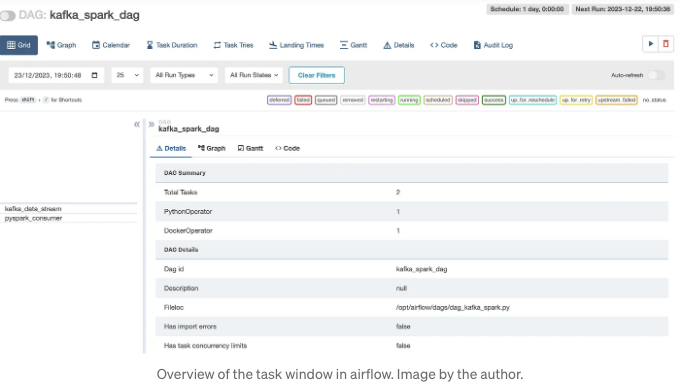 DAG: kafka_spark_dag
Schedule: 1 day, 0:00:00 Next Run: 2023-12-22, 19:50:36
Grid Graph Calendar Task Duration Task Tries Landing Times Gantt Details Code Audit Log
23/12/2023, 19:50:48 25 All Run Types All Run States Clear Filters Auto-refresh
Press shift + / for Shortcuts
deferred failed queued removed restarting running scheduled skipped success up_for_reschedule up_for_retry upstream_failed no_status
DAG
kafka_spark_dag
Details Graph Gantt Code
DAG Summary
Total Tasks 2
kafka_data_stream
pyspark_consumer
PythonOperator 1
DockerOperator 1
DAG Details
Dag id kafka_spark_dag
Description null
Fileloc /opt/airflow/dags/dag_kafka_spark.py
Has import errors false
Has task concurrency limits false
Overview of the task window in airflow. Image by the author.